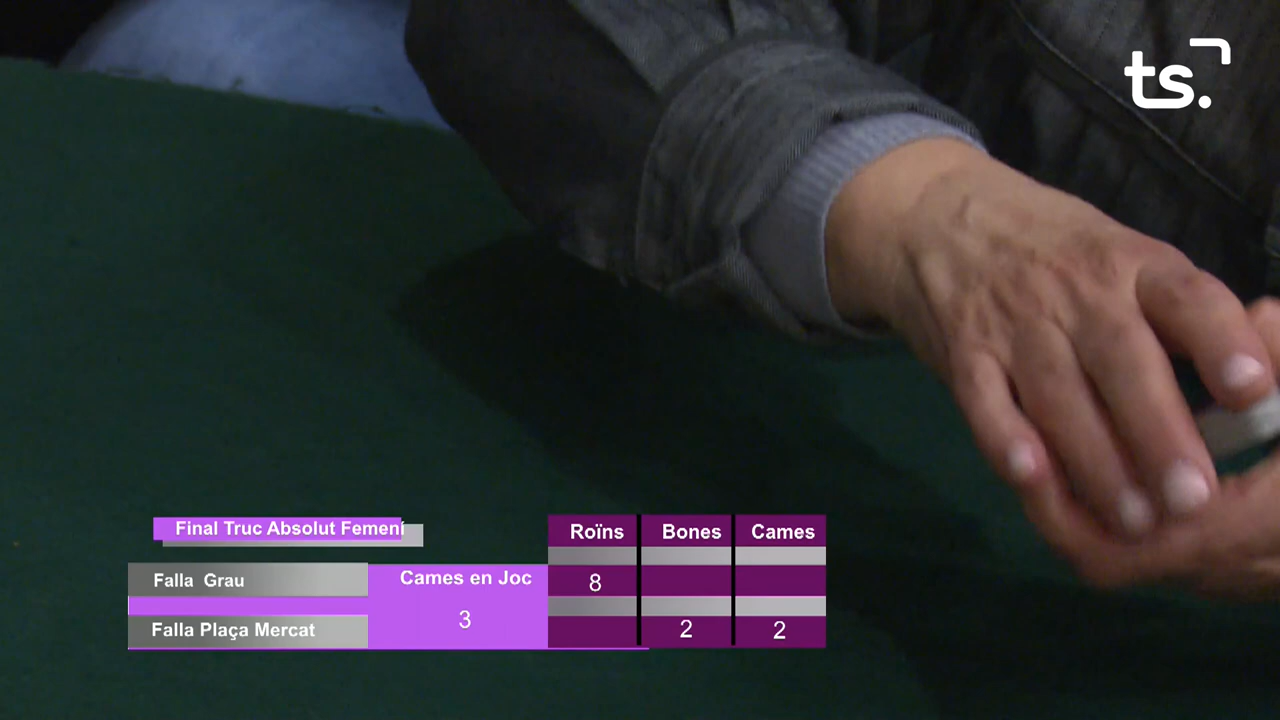 ts.
Final Truc Absolut Femení
Roïns Bones Cames
Falla Grau Cames en Joc 8
3
Falla Plaça Mercat 2 2